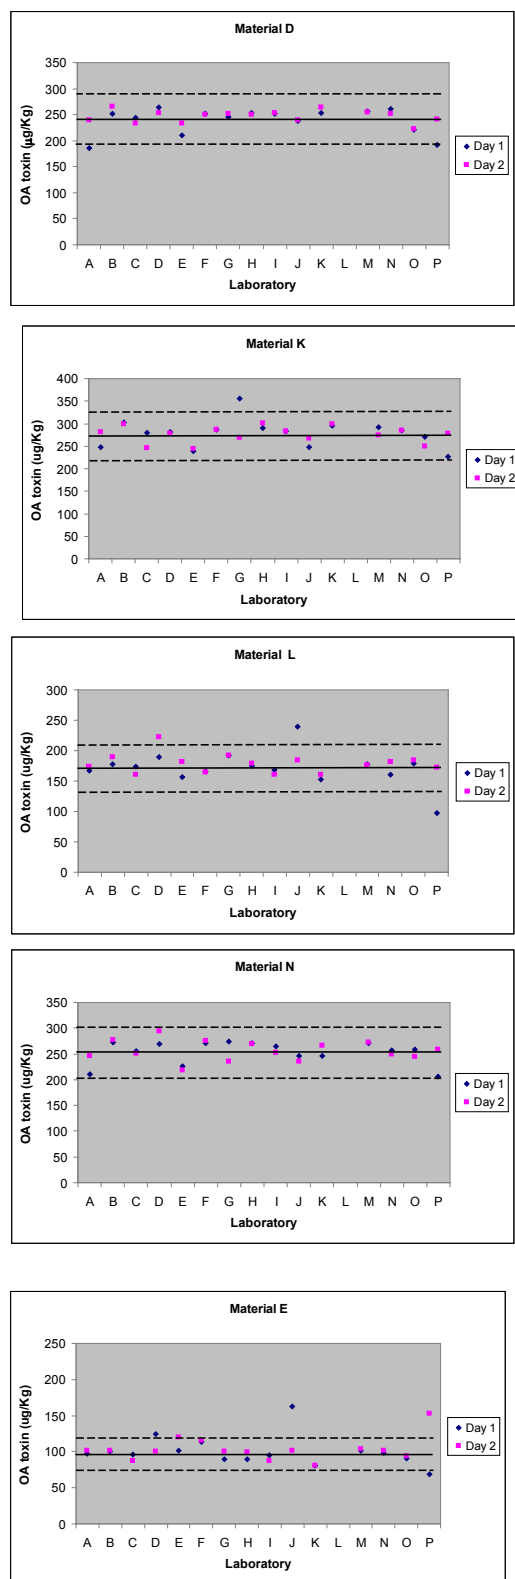 Material D
350
300
250
200
150
100
50
0
OA toxin (µg/Kg)
A B C D E F G H I J K L M N O P
Laboratory
Day 1
Day 2
Material K
400
350
300
250
200
150
100
50
0
OA toxin (ug/Kg)
A B C D E F G H I J K L M N O P
Laboratory
Day 1
Day 2
Material L
300
250
200
150
100
50
0
OA toxin (ug/Kg)
A B C D E F G H I J K L M N O P
Laboratory
Day 1
Day 2
Material N
350
300
250
200
150
100
50
0
OA toxin (ug/Kg)
A B C D E F G H I J K L M N O P
Laboratory
Day 1
Day 2
Material E
250
200
150
100
50
0
OA toxin (ug/Kg)
A B C D E F G H I J K L M N O P
Laboratory
Day 1
Day 2